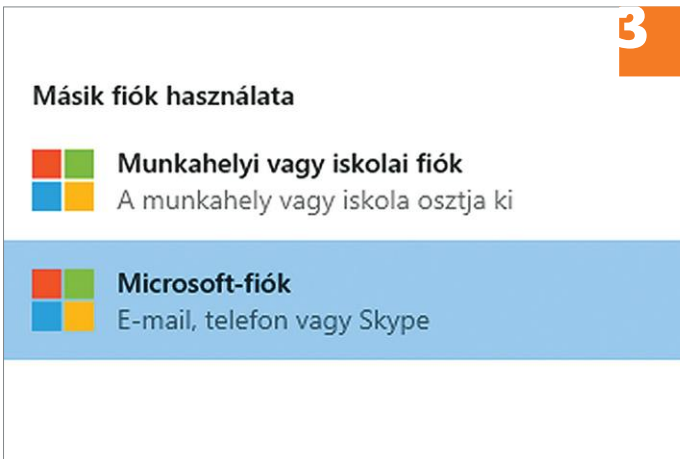 3
Másik fiók használata
Munkahelyi vagy iskolai fiók
A munkahely vagy iskola osztja ki
Microsoft-fiók
E-mail, telefon vagy Skype